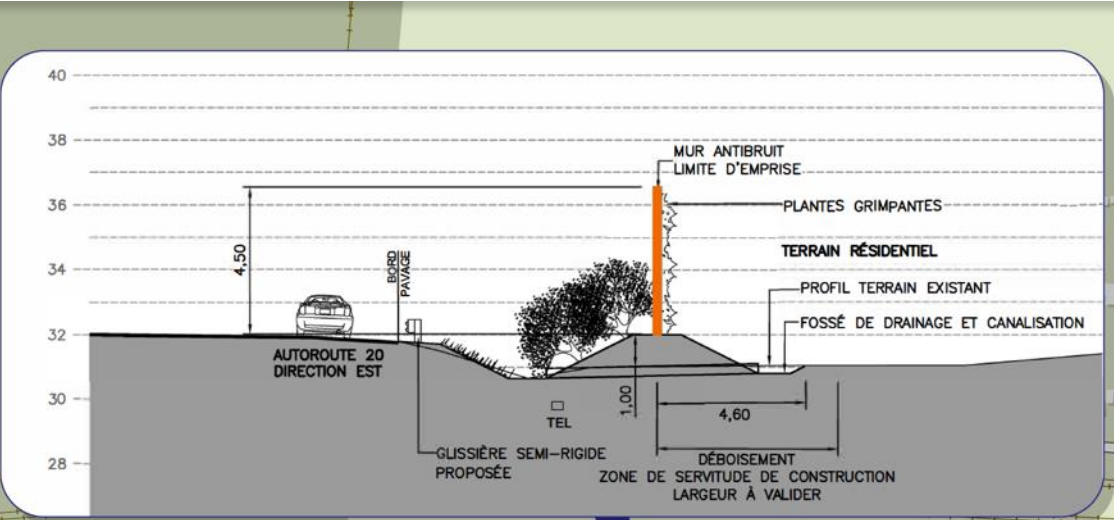 40
38
MUR ANTIBRUIT
LIMITE D'EMPRISE
36
PLANTES GRIMPANTES
4,50
BORD
PAVAGE
TERRAIN RÉSIDENTIEL
34
PROFIL TERRAIN EXISTANT
FOSSÉ DE DRAINAGE ET CANALISATION
32
AUTOROUTE 20
DIRECTION EST
30
1,00
4,60
TEL
GLISSIÈRE SEMI-RIGIDE
PROPOSÉE
28
DÉBOISEMENT
ZONE DE SERVITUDE DE CONSTRUCTION
LARGEUR À VALIDER